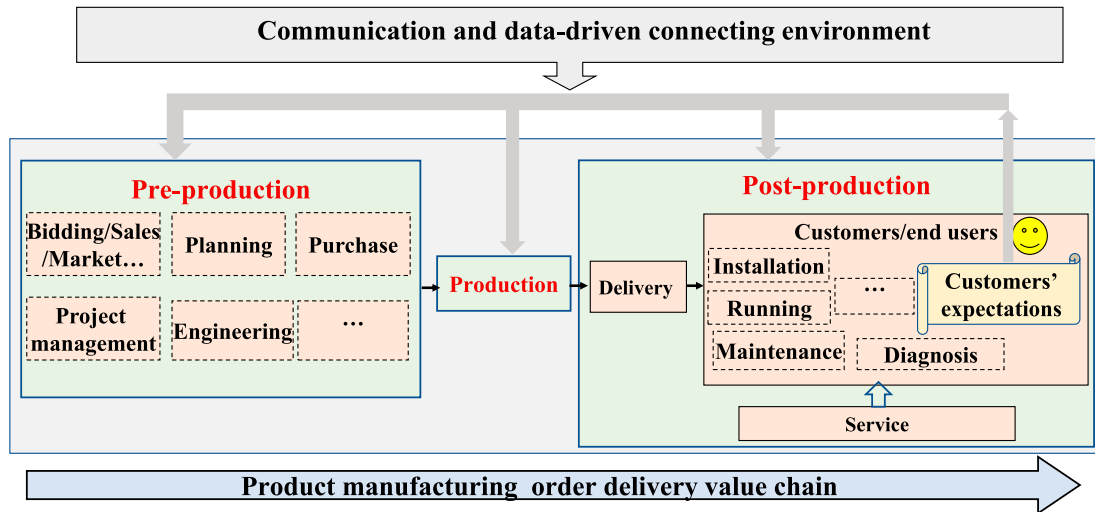 Communication and data-driven connecting environment
Pre-production
Bidding/Sales
/Market…
Planning
Purchase
Project
management
Engineering
…
Production
Post-production
Delivery
Customers/end users
Installation
Running
Maintenance
…
Diagnosis
Customers’
expectations
Service
Product manufacturing  order delivery value chain